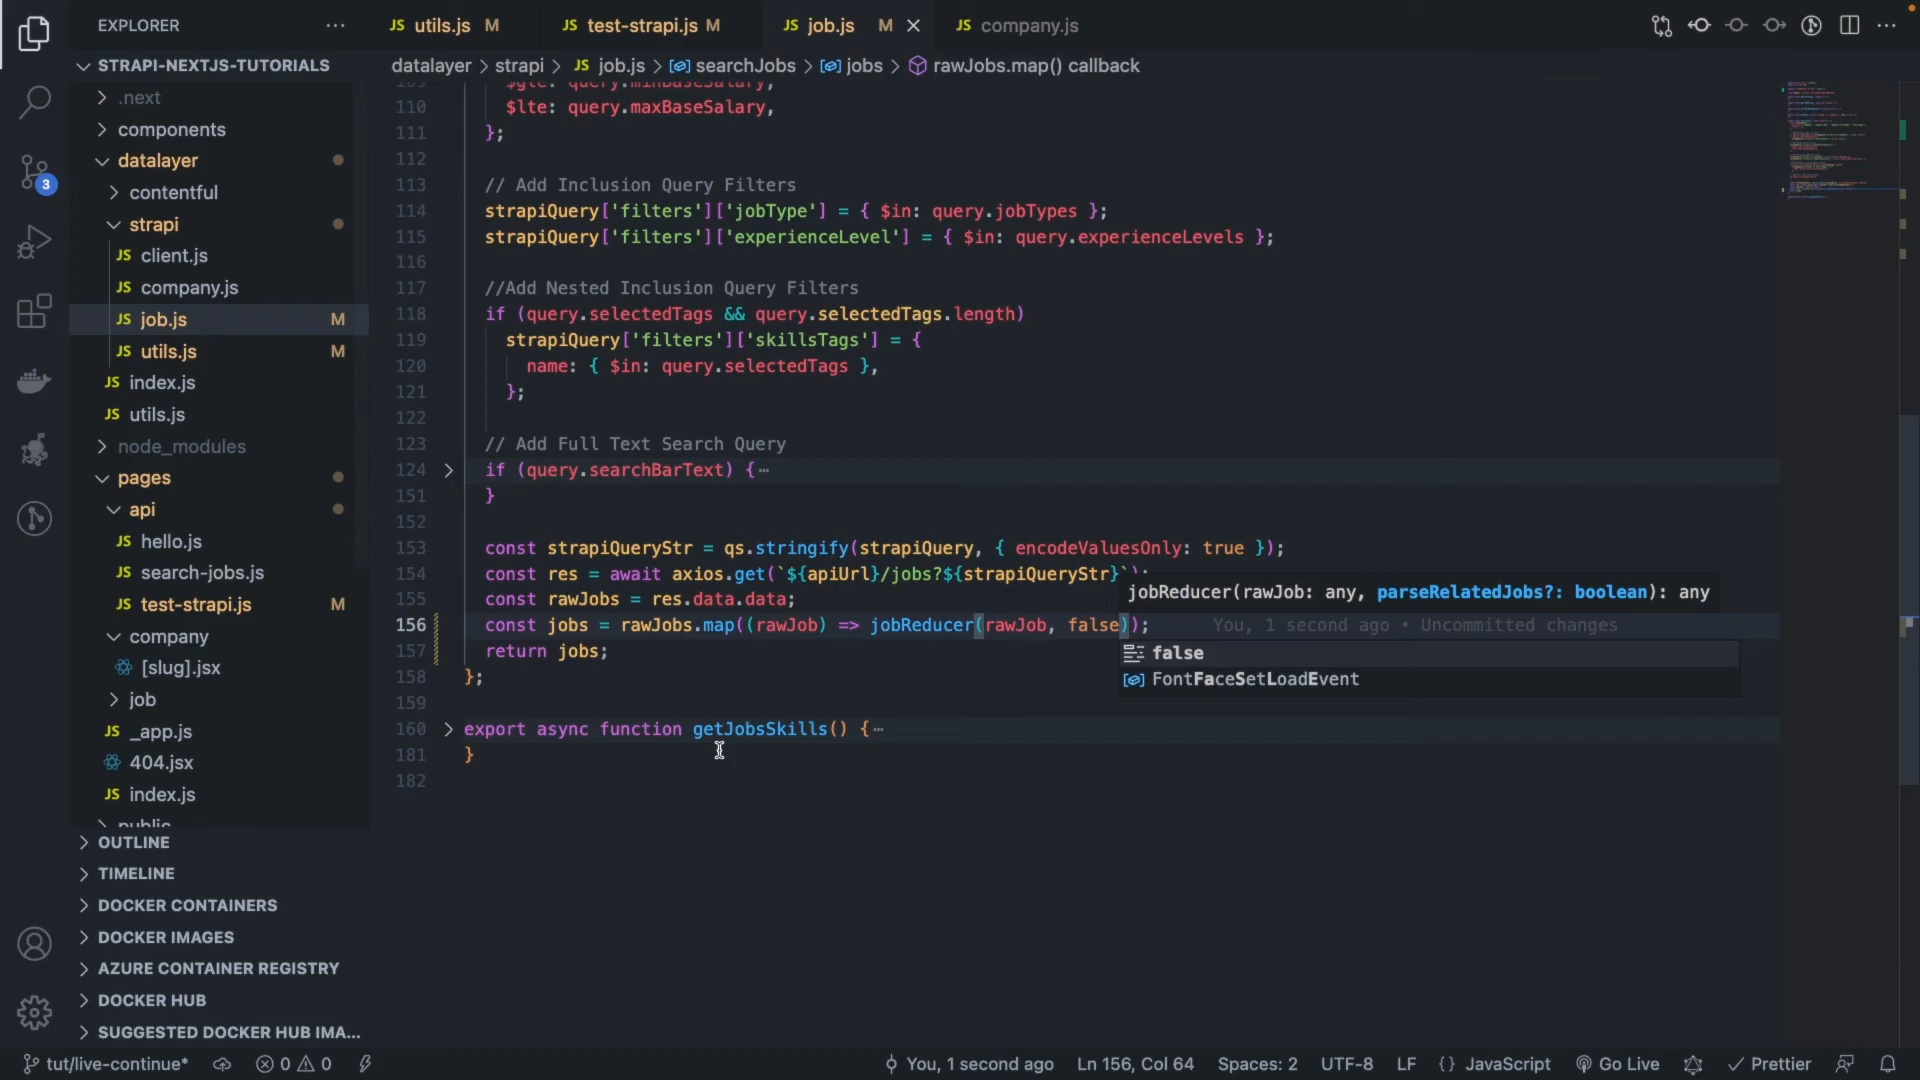 EXPLORER
STRAPI-NEXTJS-TUTORIALS
.next
components
datalayer
contentful
strapi
JS client.js
JS company.js
JS job.js M
JS utils.js M
JS index.js
JS utils.js
node_modules
pages
api
JS hello.js
JS search-jobs.js
JS test-strapi.js M
company
[slug].jsx
job
JS _app.js
404.jsx
JS index.js
public
OUTLINE
TIMELINE
DOCKER CONTAINERS
DOCKER IMAGES
AZURE CONTAINER REGISTRY
DOCKER HUB
SUGGESTED DOCKER HUB IMA...
3
JS utils.js M
JS test-strapi.js M
JS job.js M
JS company.js
datalayer > strapi > JS job.js > searchJobs > jobs > rawJobs.map() callback
109 $gte: query.minBaseSalary,
110 $lte: query.maxBaseSalary,
111 };
112
113 // Add Inclusion Query Filters
114 strapiQuery['filters']['jobType'] = { $in: query.jobTypes };
115 strapiQuery['filters']['experienceLevel'] = { $in: query.experienceLevels };
116
117 //Add Nested Inclusion Query Filters
118 if (query.selectedTags && query.selectedTags.length)
119 strapiQuery['filters']['skillsTags'] = {
120 name: { $in: query.selectedTags },
121 };
122
123 // Add Full Text Search Query
124 if (query.searchBarText) {
151 }
152
153 const strapiQueryStr = qs.stringify(strapiQuery, { encodeValuesOnly: true });
154 const res = await axios.get(`${apiUrl}/jobs?${strapiQueryStr}`);
155 const rawJobs = res.data.data;
156 const jobs = rawJobs.map((rawJob) => jobReducer(rawJob, false)); You, 1 second ago • Uncommitted changes
157 return jobs;
158 };
159
160 export async function getJobsSkills() {
181 }
182
jobReducer(rawJob: any, parseRelatedJobs?: boolean): any
false
FontFaceSetLoadEvent
tut/live-continue* 0 0 You, 1 second ago Ln 156, Col 64 Spaces: 2 UTF-8 LF {} JavaScript Go Live Prettier